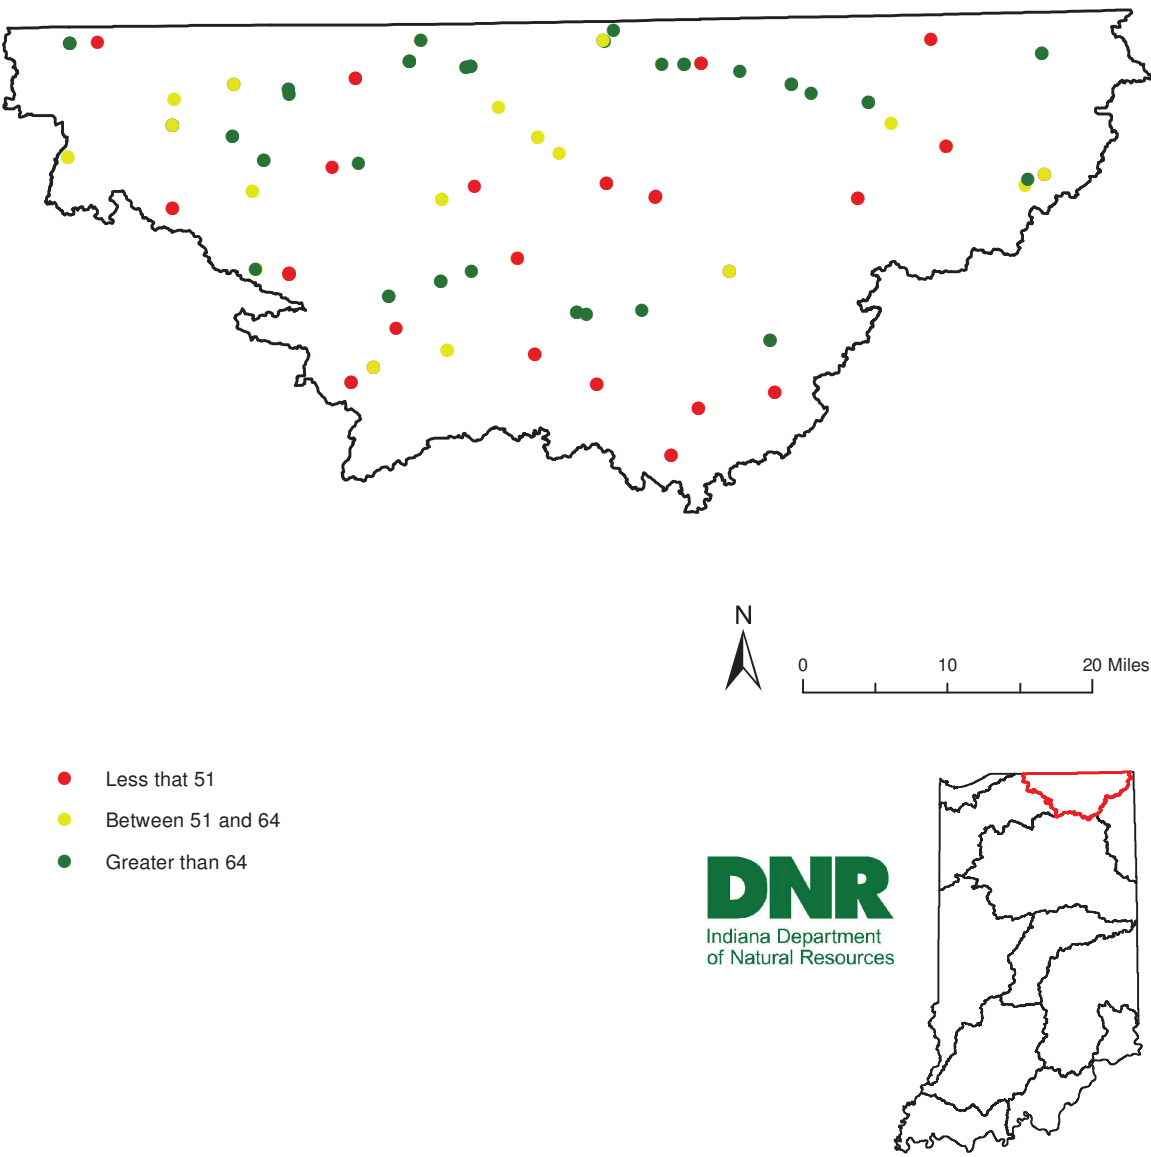 N
0 10 20 Miles
Less that 51
Between 51 and 64
Greater than 64
DNR
Indiana Department
of Natural Resources